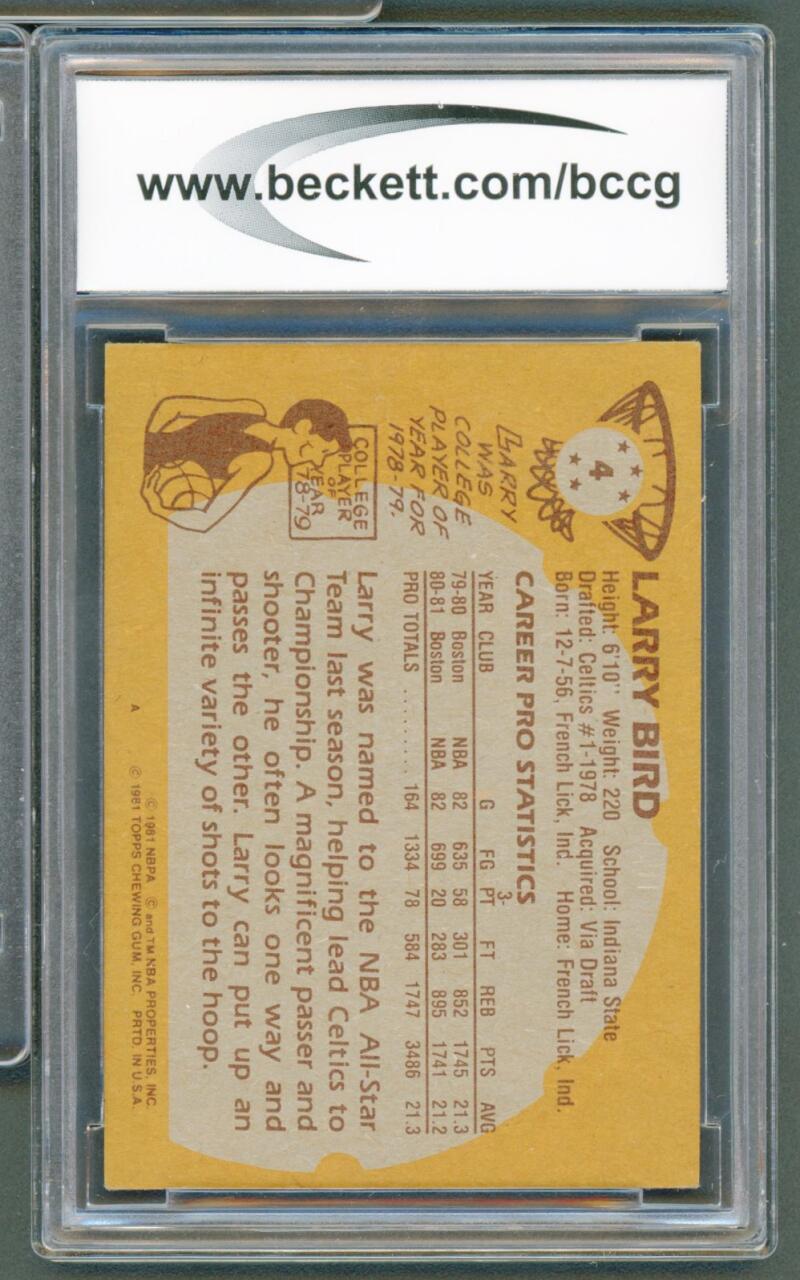 www.beckett.com/bccg
4
LARRY BIRD
Height: 6'10" Weight: 220 School: Indiana State
Drafted: Celtics #1-1978 Acquired: Via Draft
Born: 12-7-56, French Lick, Ind. Home: French Lick, Ind.
CAREER PRO STATISTICS
YEAR CLUB G FG 3-PT FT REB PTS AVG
79-80 Boston NBA 82 635 58 301 852 1745 21.3
80-81 Boston NBA 82 699 20 283 895 1741 21.2
PRO TOTALS ........ 164 1334 78 584 1747 3486 21.3
Larry was named to the NBA All-Star
Team last season, helping lead Celtics to
Championship. A magnificent passer and
shooter, he often looks one way and
passes the other. Larry can put up an
infinite variety of shots to the hoop.
LARRY
WAS
COLLEGE
PLAYER OF
YEAR FOR
1978-79.
COLLEGE
PLAYER
OF
YEAR
78-79
© 1981 NBPA © and TM NBA PROPERTIES, INC.
A © 1981 TOPPS CHEWING GUM, INC. PRTD. IN U.S.A.